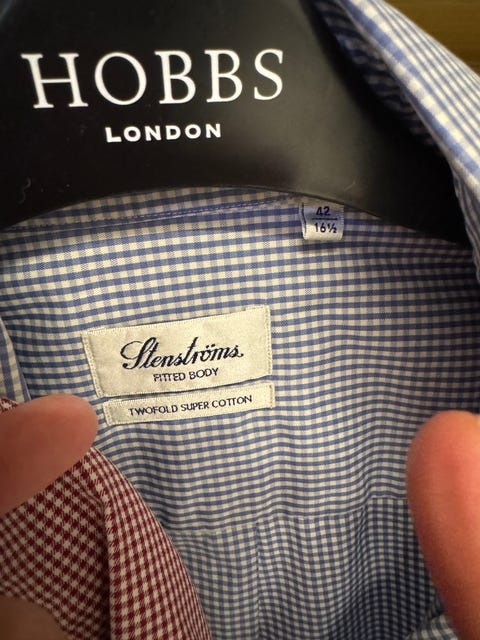 HOBBS
LONDON
42
16½
Stenströms
FITTED BODY
TWOFOLD SUPER COTTON